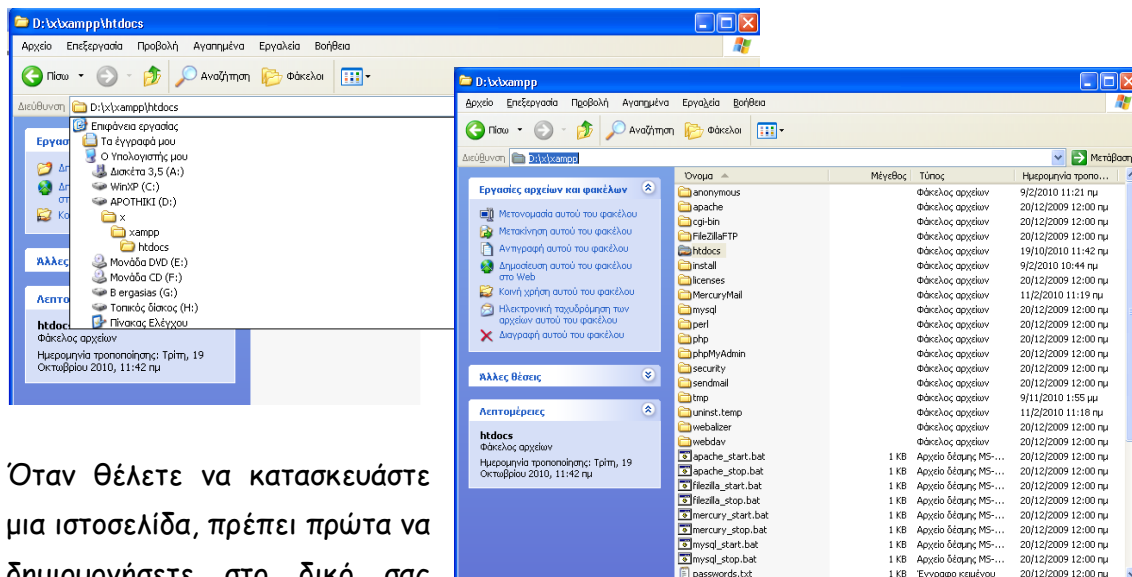 D:\x\xampp\htdocs
Αρχείο Επεξεργασία Προβολή Αγαπημένα Εργαλεία Βοήθεια
Πίσω Αναζήτηση Φάκελοι
Διεύθυνση D:\x\xampp\htdocs
Επιφάνεια εργασίας
Τα έγγραφά μου
Ο Υπολογιστής μου
Δισκέτα 3,5 (A:)
WinXP (C:)
APOTHIKI (D:)
x
xampp
htdocs
Μονάδα DVD (E:)
Μονάδα CD (F:)
B ergasias (G:)
Τοπικός δίσκος (H:)
Πίνακας Ελέγχου
Εργασ
Δη
Δη
στ
Κο
Άλλες
Λεπτο
htdocs
Φάκελος αρχείων
Ημερομηνία τροποποίησης: Τρίτη, 19
Οκτωβρίου 2010, 11:42 πμ
D:\x\xampp
Αρχείο Επεξεργασία Προβολή Αγαπημένα Εργαλεία Βοήθεια
Πίσω Αναζήτηση Φάκελοι
Διεύθυνση D:\x\xampp Μετάβαση
Εργασίες αρχείων και φακέλων
Μετονομασία αυτού του φακέλου
Μετακίνηση αυτού του φακέλου
Αντιγραφή αυτού του φακέλου
Δημοσίευση αυτού του φακέλου
στο Web
Κοινή χρήση αυτού του φακέλου
Ηλεκτρονική ταχυδρόμηση των
αρχείων αυτού του φακέλου
Διαγραφή αυτού του φακέλου
Άλλες θέσεις
Λεπτομέρειες
htdocs
Φάκελος αρχείων
Ημερομηνία τροποποίησης: Τρίτη, 19
Οκτωβρίου 2010, 11:42 πμ
Όνομα Μέγεθος Τύπος Ημερομηνία τροπο...
anonymous Φάκελος αρχείων 9/2/2010 11:21 πμ
apache Φάκελος αρχείων 20/12/2009 12:00 πμ
cgi-bin Φάκελος αρχείων 20/12/2009 12:00 πμ
FileZillaFTP Φάκελος αρχείων 20/12/2009 12:00 πμ
htdocs Φάκελος αρχείων 19/10/2010 11:42 πμ
install Φάκελος αρχείων 9/2/2010 10:44 πμ
licenses Φάκελος αρχείων 20/12/2009 12:00 πμ
MercuryMail Φάκελος αρχείων 11/2/2010 11:19 πμ
mysql Φάκελος αρχείων 20/12/2009 12:00 πμ
perl Φάκελος αρχείων 20/12/2009 12:00 πμ
php Φάκελος αρχείων 20/12/2009 12:00 πμ
phpMyAdmin Φάκελος αρχείων 20/12/2009 12:00 πμ
security Φάκελος αρχείων 20/12/2009 12:00 πμ
sendmail Φάκελος αρχείων 20/12/2009 12:00 πμ
tmp Φάκελος αρχείων 9/11/2010 1:55 μμ
uninst.temp Φάκελος αρχείων 11/2/2010 11:18 πμ
webalizer Φάκελος αρχείων 20/12/2009 12:00 πμ
webdav Φάκελος αρχείων 20/12/2009 12:00 πμ
apache_start.bat 1 KB Αρχείο δέσμης MS-... 20/12/2009 12:00 πμ
apache_stop.bat 1 KB Αρχείο δέσμης MS-... 20/12/2009 12:00 πμ
filezilla_start.bat 1 KB Αρχείο δέσμης MS-... 20/12/2009 12:00 πμ
filezilla_stop.bat 1 KB Αρχείο δέσμης MS-... 20/12/2009 12:00 πμ
mercury_start.bat 1 KB Αρχείο δέσμης MS-... 20/12/2009 12:00 πμ
mercury_stop.bat 1 KB Αρχείο δέσμης MS-... 20/12/2009 12:00 πμ
mysql_start.bat 1 KB Αρχείο δέσμης MS-... 20/12/2009 12:00 πμ
mysql_stop.bat 1 KB Αρχείο δέσμης MS-... 20/12/2009 12:00 πμ
passwords.txt 1 KB Έγγραφο κειμένου 20/12/2009 12:00 πμ
Όταν θέλετε να κατασκευάστε
μια ιστοσελίδα, πρέπει πρώτα να
δημιουργήσετε στο δικό σας